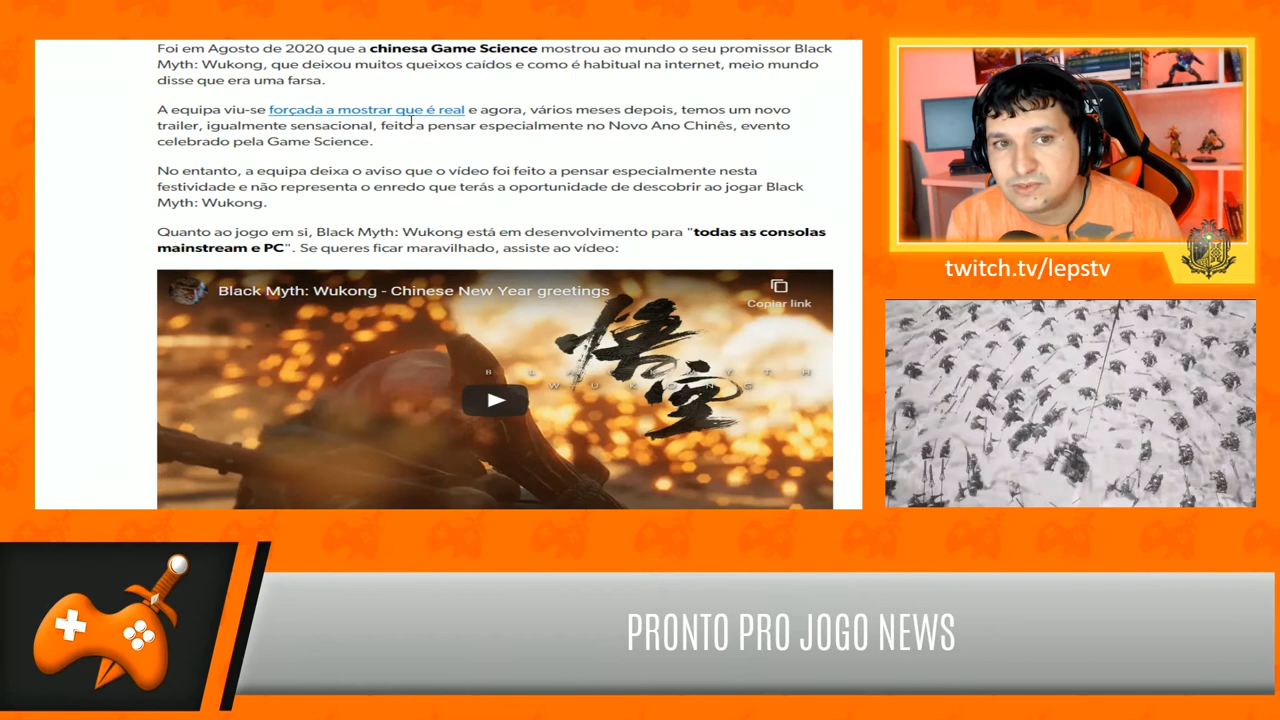 Foi em Agosto de 2020 que a chinesa Game Science mostrou ao mundo o seu promissor Black
Myth: Wukong, que deixou muitos queixos caídos e como é habitual na internet, meio mundo
disse que era uma farsa.
A equipa viu-se forçada a mostrar que é real e agora, vários meses depois, temos um novo
trailer, igualmente sensacional, feito a pensar especialmente no Novo Ano Chinês, evento
celebrado pela Game Science.
No entanto, a equipa deixa o aviso que o vídeo foi feito a pensar especialmente nesta
festividade e não representa o enredo que terás a oportunidade de descobrir ao jogar Black
Myth: Wukong.
Quanto ao jogo em si, Black Myth: Wukong está em desenvolvimento para "todas as consolas
mainstream e PC". Se queres ficar maravilhado, assiste ao vídeo:
Black Myth: Wukong - Chinese New Year greetings
Copiar link
悟空
BLACK MYTH
WUKONG
twitch.tv/lepstv
PRONTO PRO JOGO NEWS